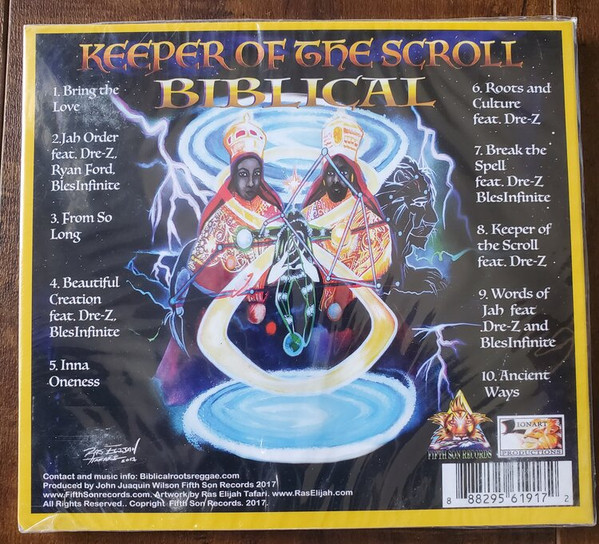 KEEPER OF THE SCROLL
BIBLICAL
1. Bring the
Love
2.Jah Order
feat. Dre-Z,
Ryan Ford,
BlesInfinite
3. From So
Long
4. Beautiful
Creation
feat. Dre-Z,
BlesInfinite
5. Inna
Oneness
6. Roots and
Culture
feat. Dre-Z
7. Break the
Spell
feat. Dre-Z
BlesInfinite
8. Keeper of
the Scroll
feat. Dre-Z
9. Words of
Jah feat
.Dre-Z and
BlesInfinite
10. Ancient
Ways
RAS ELIJAH
TAFARI
2012
FIFTH SON RECORDS
LIONART
PRODUCTIONS
Contact and music info: Biblicalrootsreggae.com
Produced by John Juaquin Wilson Fifth Son Records 2017
www.FifthSonrecords.com. Artwork by Ras Elijah Tafari. www.RasElijah.com
All Rights Reserved.. Copright Fifth Son Records. 2017.
8 88295 61917 2